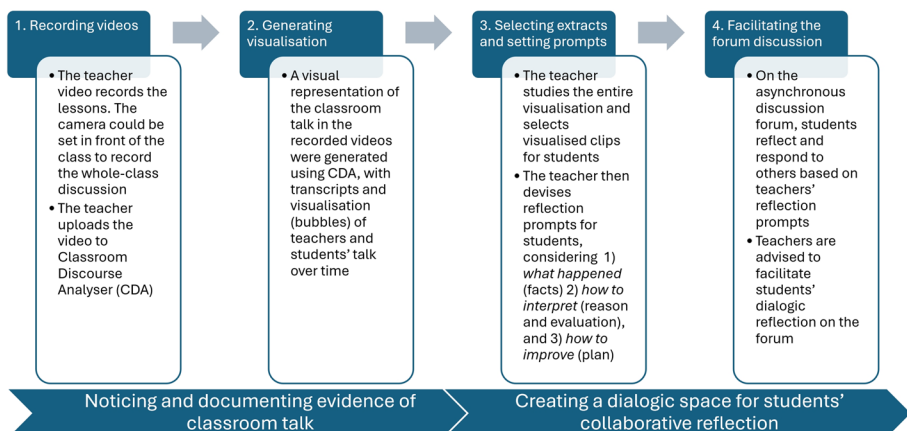 1. Recording videos
• The teacher
video records the
lessons. The
camera could be
set in front of the
class to record
the whole-class
discussion
• The teacher
uploads the
video to
Classroom
Discourse
Analyser (CDA)
2. Generating
visualisation
• A visual
representation of
the classroom
talk in the
recorded videos
were generated
using CDA, with
transcripts and
visualisation
(bubbles) of
teachers and
students' talk
over time
3. Selecting extracts
and setting prompts
• The teacher
studies the entire
visualisation and
selects
visualised clips
for students
• The teacher then
devises
reflection
prompts for
students,
considering 1)
what happened
(facts) 2) how to
interpret (reason
and evaluation),
and 3) how to
improve (plan)
4. Facilitating the
forum discussion
• On the
asynchronous
discussion
forum, students
reflect and
respond to
others based on
teachers'
reflection
prompts
• Teachers are
advised to
facilitate
students'
dialogic
reflection on the
forum
Noticing and documenting evidence of
classroom talk
Creating a dialogic space for students'
collaborative reflection